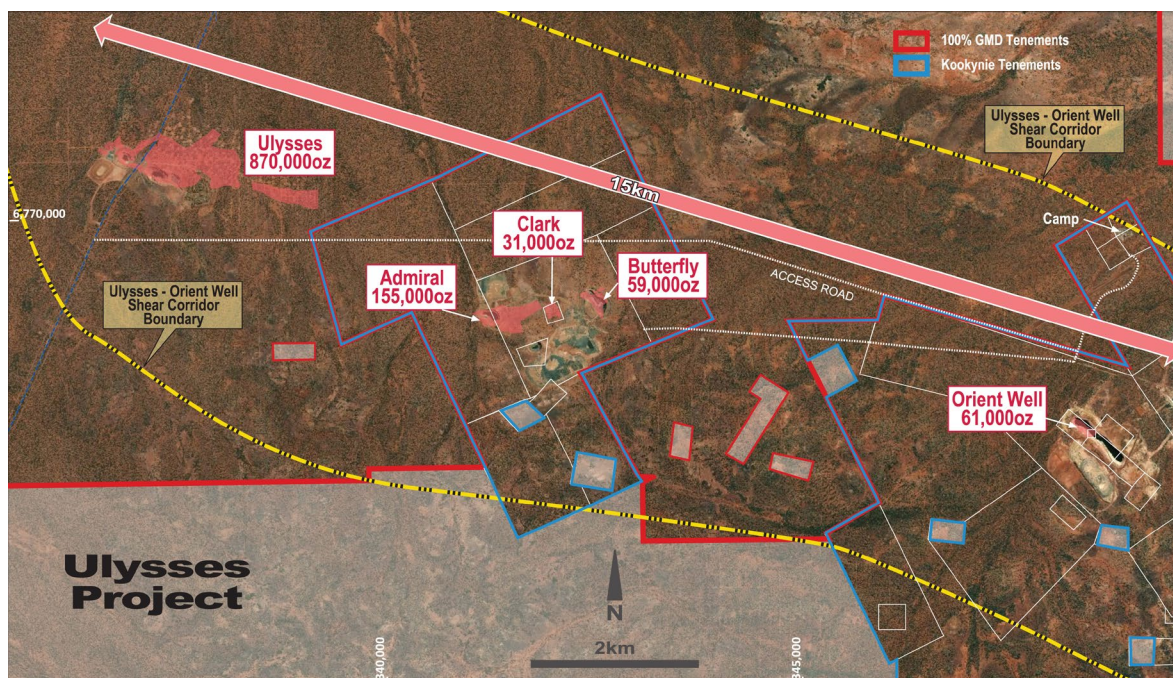 100% GMD Tenements
Kookynie Tenements
Ulysses - Orient Well
Shear Corridor
Boundary
Ulysses
870,000oz
15km
6,770,000
Camp
Clark
31,000oz
Butterfly
59,000oz
Admiral
155,000oz
ACCESS ROAD
Ulysses - Orient Well
Shear Corridor
Boundary
Orient Well
61,000oz
Ulysses
Project
N
2km
340,000
345,000